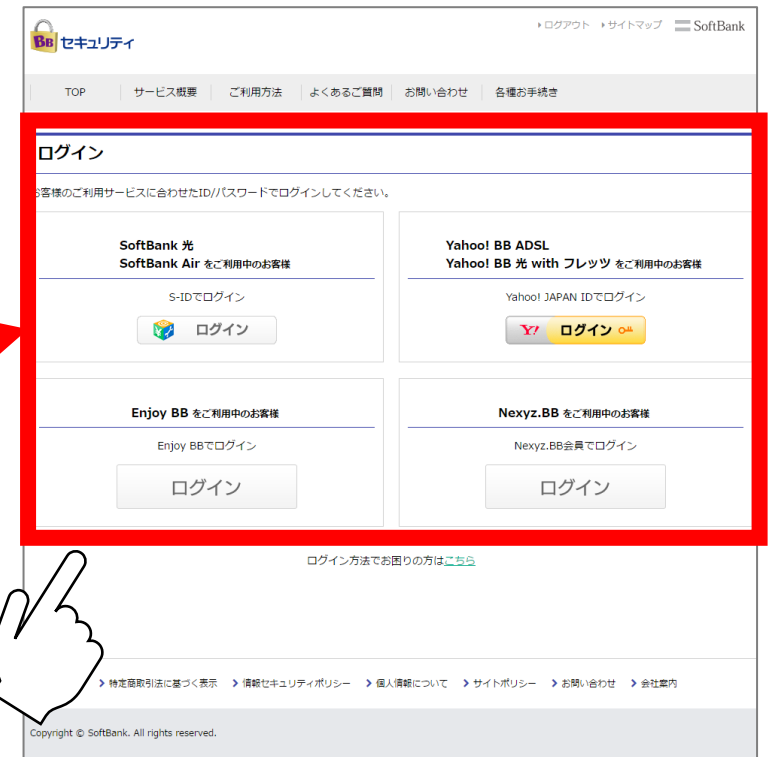 BB セキュリティ
ログアウト サイトマップ SoftBank
TOP サービス概要 ご利用方法 よくあるご質問 お問い合わせ 各種お手続き
ログイン
客様のご利用サービスに合わせたID/パスワードでログインしてください。
SoftBank 光
SoftBank Air をご利用中のお客様
S-IDでログイン
ログイン
Yahoo! BB ADSL
Yahoo! BB 光 with フレッツ をご利用中のお客様
Yahoo! JAPAN IDでログイン
Y! ログイン
Enjoy BB をご利用中のお客様
Enjoy BBでログイン
ログイン
Nexyz.BB をご利用中のお客様
Nexyz.BB会員でログイン
ログイン
ログイン方法でお困りの方はこちら
特定商取引法に基づく表示 情報セキュリティポリシー 個人情報について サイトポリシー お問い合わせ 会社案内
Copyright © SoftBank. All rights reserved.